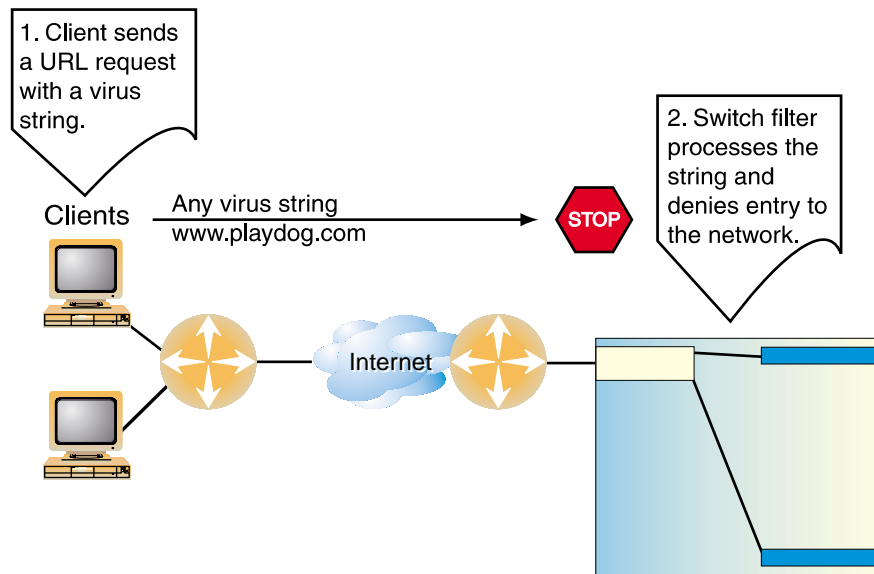 1. Client sends
a URL request
with a virus
string.
2. Switch filter
processes the
string and
denies entry to
the network.
Clients
Any virus string
www.playdog.com
STOP
Internet